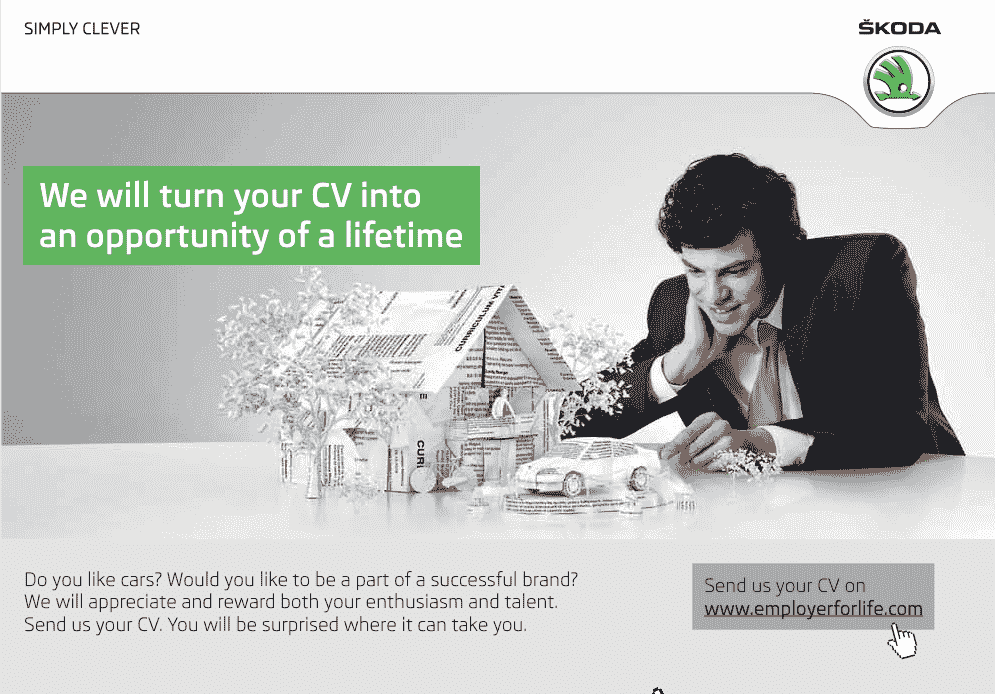 SIMPLY CLEVER
ŠKODA
We will turn your CV into
an opportunity of a lifetime
CURRICULUM VIT
E
CURI
Do you like cars? Would you like to be a part of a successful brand?
We will appreciate and reward both your enthusiasm and talent.
Send us your CV. You will be surprised where it can take you.
Send us your CV on
www.employerforlife.com